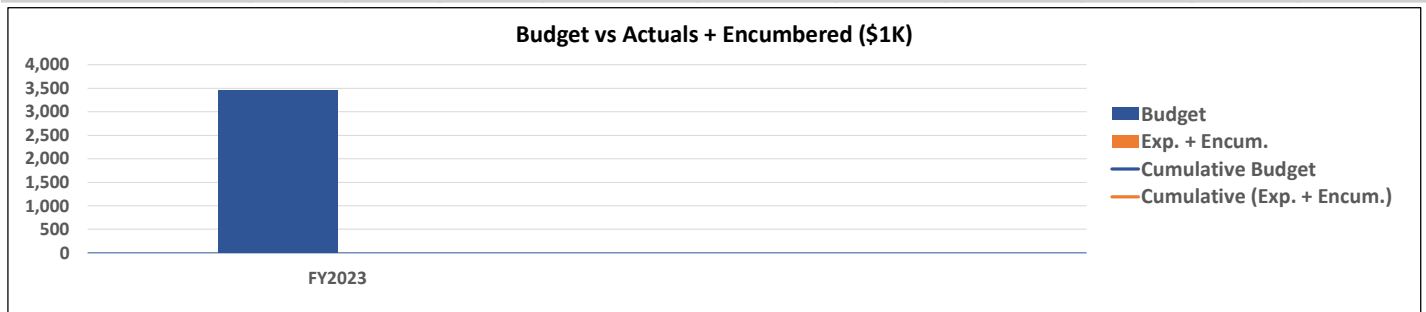 Budget vs Actuals + Encumbered ($1K)
4,000
3,500
3,000
2,500
2,000
1,500
1,000
500
0
FY2023
Budget
Exp. + Encum.
Cumulative Budget
Cumulative (Exp. + Encum.)